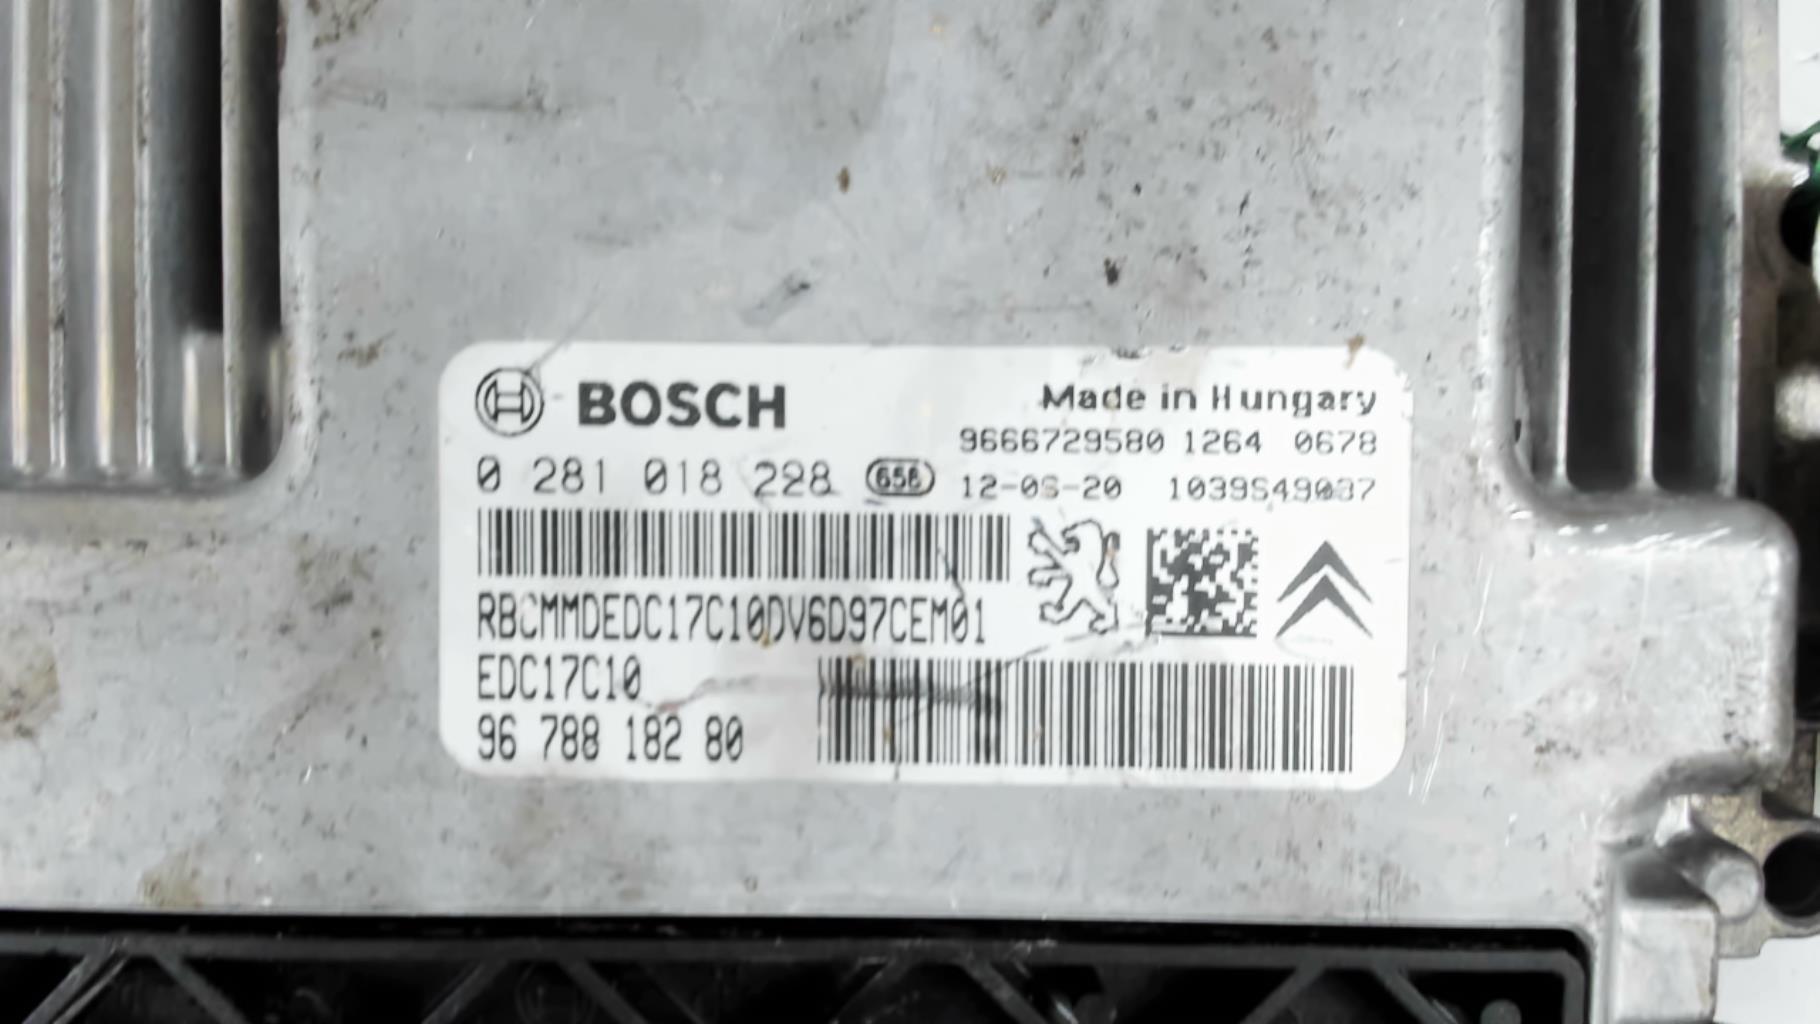 BOSCH
Made in Hungary
9666729580 1264 0678
0 281 018 228 658
12-06-20 1039S49037
RBCMMDEDC17C10DV6D97CEM01
EDC17C10
96 788 182 80